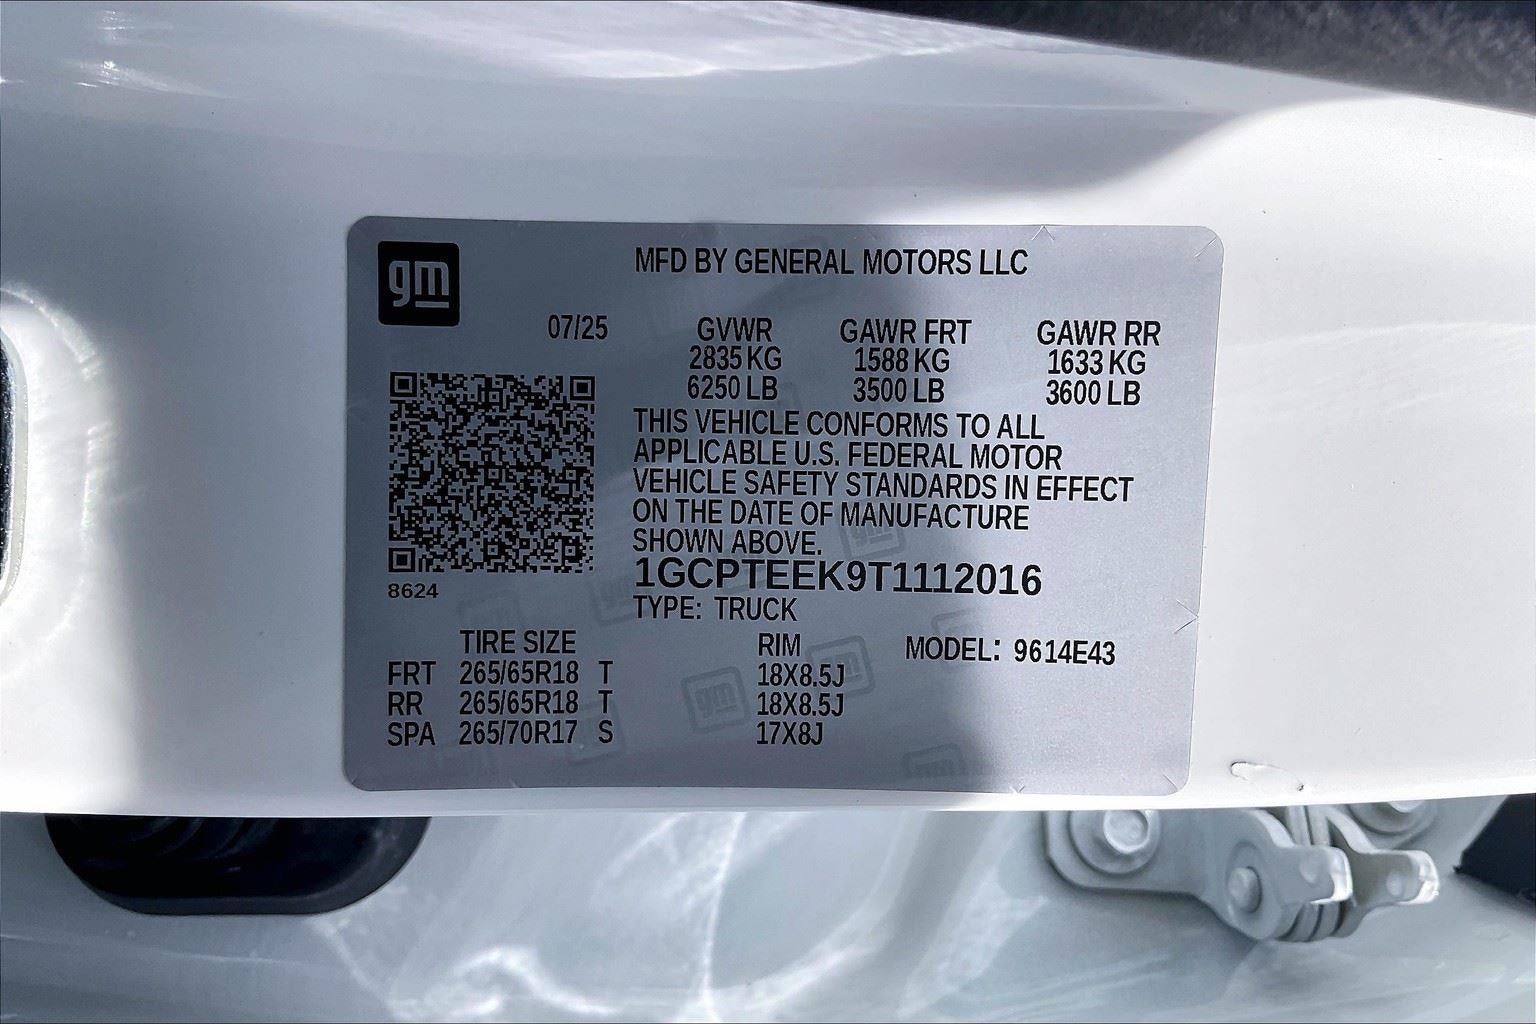 gm
MFD BY GENERAL MOTORS LLC
07/25 GVWR GAWR FRT GAWR RR
2835 KG 1588 KG 1633 KG
6250 LB 3500 LB 3600 LB
THIS VEHICLE CONFORMS TO ALL
APPLICABLE U.S. FEDERAL MOTOR
VEHICLE SAFETY STANDARDS IN EFFECT
ON THE DATE OF MANUFACTURE
SHOWN ABOVE.
1GCPTEEK9T1112016
8624
TYPE: TRUCK
TIRE SIZE RIM MODEL: 9614E43
FRT 265/65R18 T 18X8.5J
RR 265/65R18 T 18X8.5J
SPA 265/70R17 S 17X8J